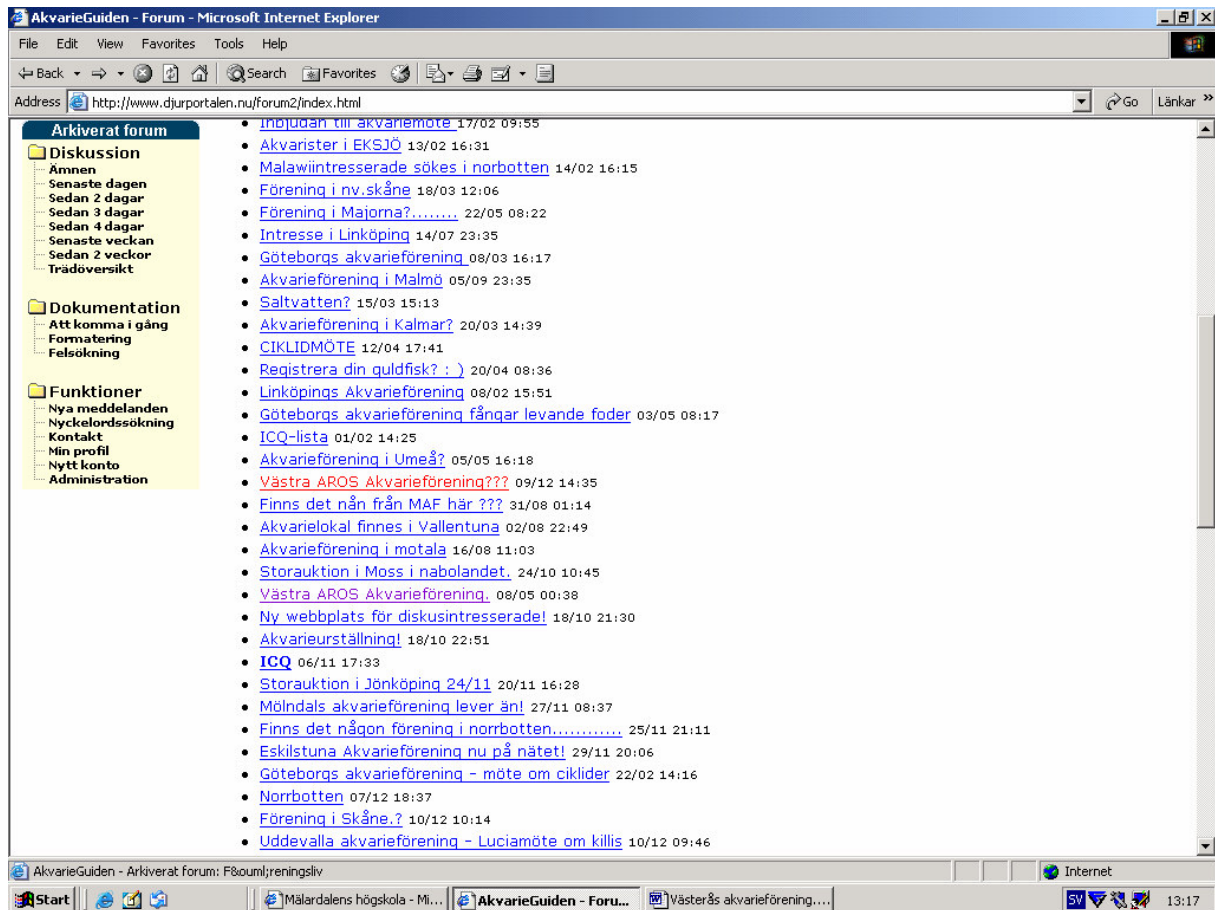 AkvarieGuiden - Forum - Microsoft Internet Explorer
File Edit View Favorites Tools Help
Back Search Favorites
Address http://www.djurportalen.nu/forum2/index.html Go Länkar »
Arkiverat forum
Diskussion
Ämnen
Senaste dagen
Sedan 2 dagar
Sedan 3 dagar
Sedan 4 dagar
Senaste veckan
Sedan 2 veckor
Trädöversikt
Dokumentation
Att komma i gång
Formatering
Felsökning
Funktioner
Nya meddelanden
Nyckelordssökning
Kontakt
Min profil
Nytt konto
Administration
Inbjudan till akvariemöte 17/02 09:55
Akvarister i EKSJÖ 13/02 16:31
Malawiintresserade sökes i norbotten 14/02 16:15
Förening i nv.skåne 18/03 12:06
Förening i Majorna?........ 22/05 08:22
Intresse i Linköping 14/07 23:35
Göteborgs akvarieförening 08/03 16:17
Akvarieförening i Malmö 05/09 23:35
Saltvatten? 15/03 15:13
Akvarieförening i Kalmar? 20/03 14:39
CIKLIDMÖTE 12/04 17:41
Registrera din guldfisk? : ) 20/04 08:36
Linköpings Akvarieförening 08/02 15:51
Göteborgs akvarieförening fångar levande foder 03/05 08:17
ICQ-lista 01/02 14:25
Akvarieförening i Umeå? 05/05 16:18
Västra AROS Akvarieförening??? 09/12 14:35
Finns det nån från MAF här ??? 31/08 01:14
Akvarielokal finnes i Vallentuna 02/08 22:49
Akvarieförening i motala 16/08 11:03
Storauktion i Moss i nabolandet. 24/10 10:45
Västra AROS Akvarieförening. 08/05 00:38
Ny webbplats för diskusintresserade! 18/10 21:30
Akvarieurställning! 18/10 22:51
ICQ 06/11 17:33
Storauktion i Jönköping 24/11 20/11 16:28
Mölndals akvarieförening lever än! 27/11 08:37
Finns det någon förening i norrbotten............ 25/11 21:11
Eskilstuna Akvarieförening nu på nätet! 29/11 20:06
Göteborgs akvarieförening - möte om ciklider 22/02 14:16
Norrbotten 07/12 18:37
Förening i Skåne.? 10/12 10:14
Uddevalla akvarieförening - Luciamöte om killis 10/12 09:46
AkvarieGuiden - Arkiverat forum: F&ouml;reningsliv Internet
Start Mälardalens högskola - Mi... AkvarieGuiden - Foru... Västerås akvarieförening.... SV 13:17